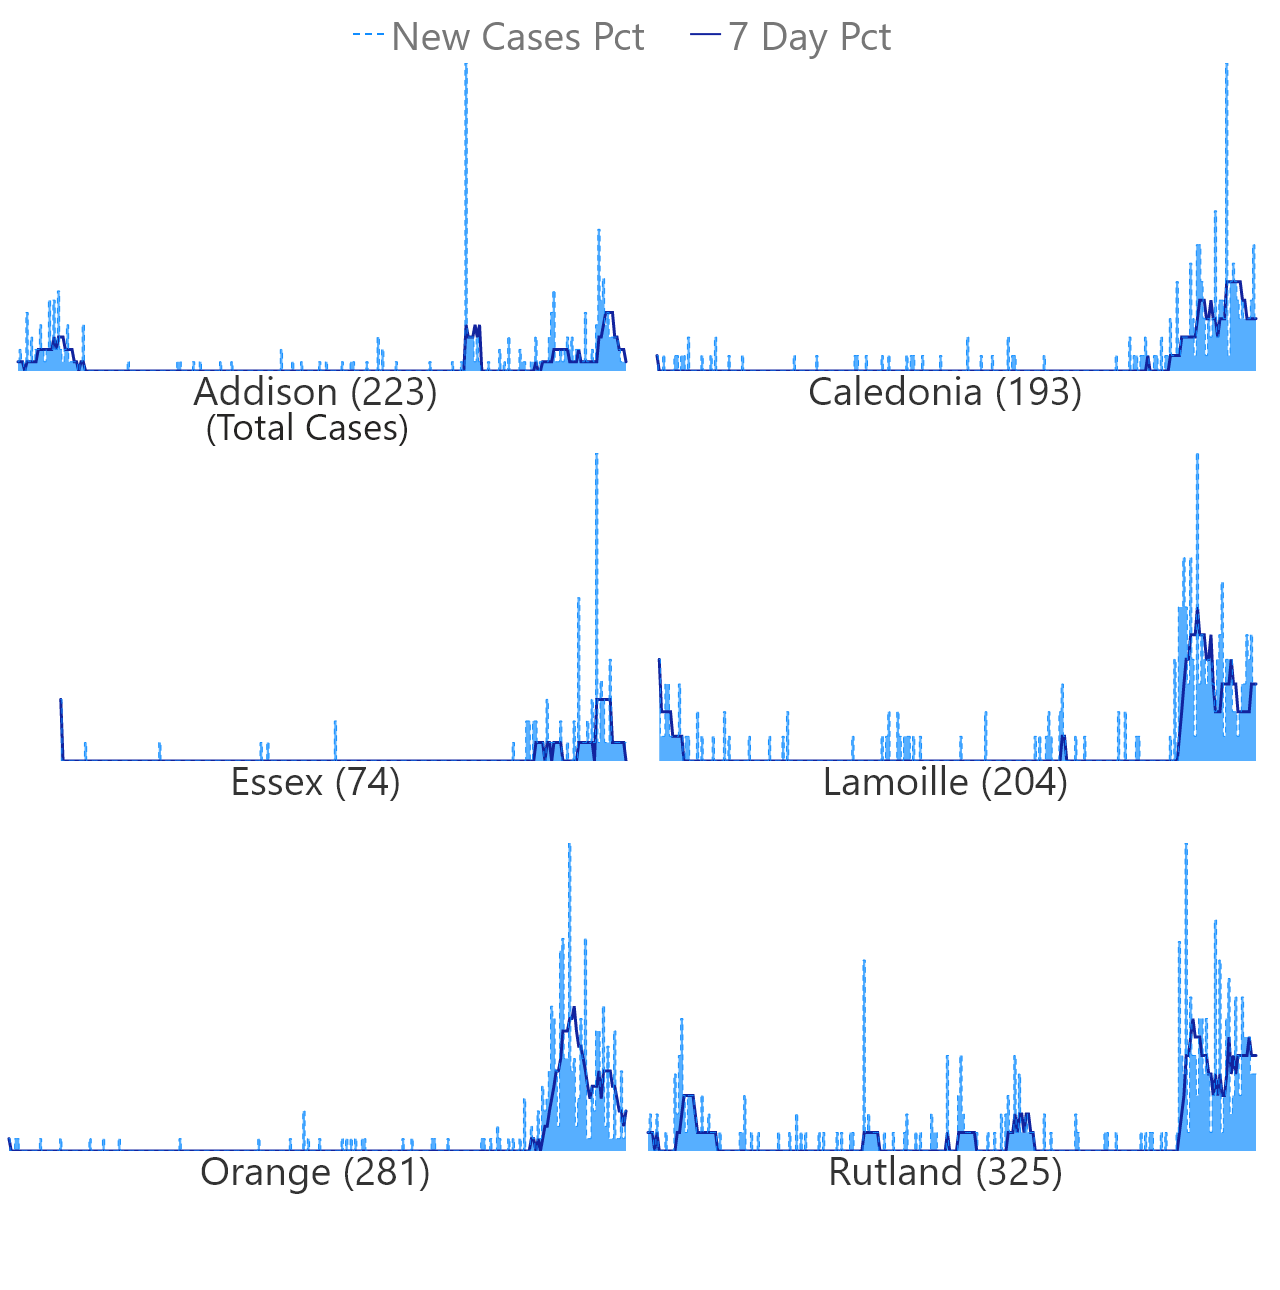 New Cases Pct 7 Day Pct
Addison (223) Caledonia (193)
(Total Cases)
Essex (74) Lamoille (204)
Orange (281) Rutland (325)